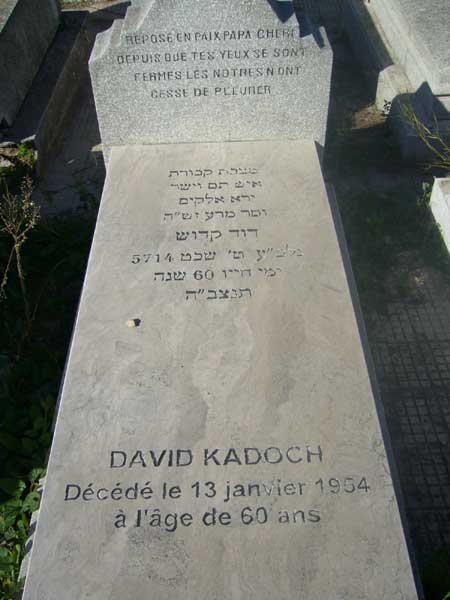 REPOSE EN PAIX PAPA CHERI
DEPUIS QUE TES YEUX SE SONT
FERMES LES NOTRES N ONT
CESSE DE PLEURER
מצבת קבורת
איש תם וישר
ירא אלקים
וסר מרע זש״ה
דוד קדוש
נלב״ע ט׳ שבט 5714
ימי חייו 60 שנה
תנצב״ה
DAVID KADOCH
Décédé le 13 janvier 1954
à l'âge de 60 ans